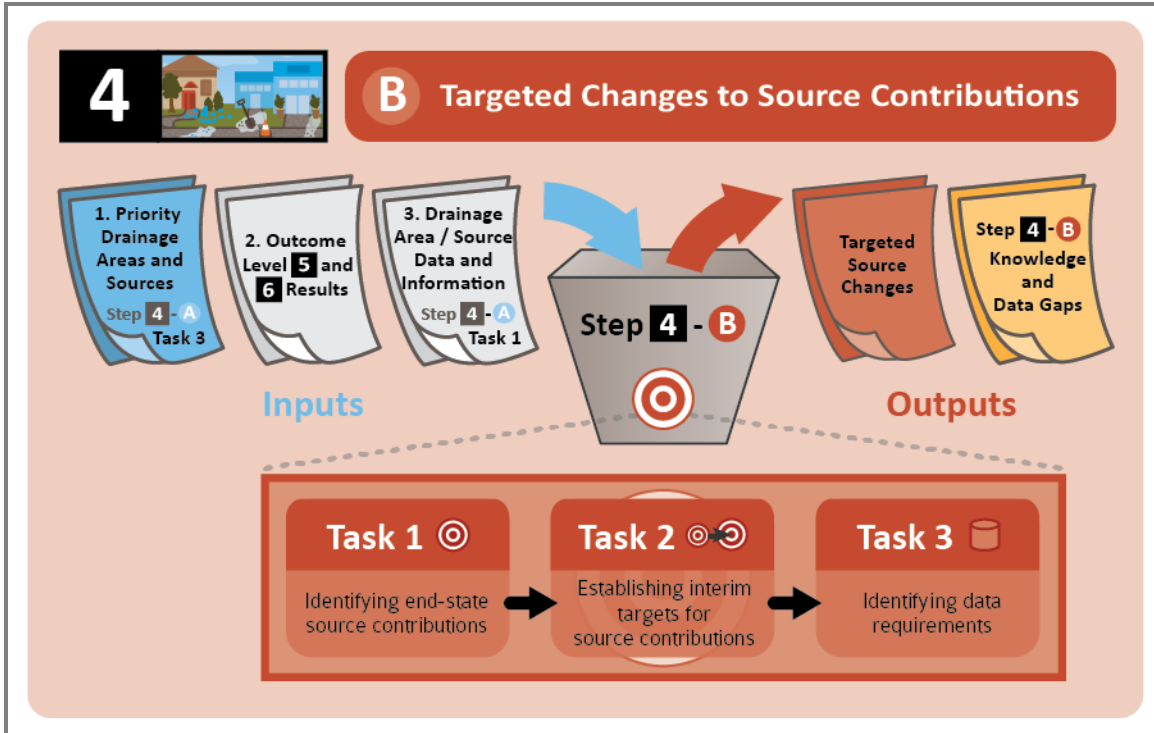 4
B Targeted Changes to Source Contributions
1. Priority
Drainage
Areas and
Sources
Step 4 - A
Task 3
2. Outcome
Level 5 and
6 Results
3. Drainage
Area / Source
Data and
Information
Step 4 - A
Task 1
Inputs
Step 4 - B
Targeted
Source
Changes
Step 4 - B
Knowledge
and
Data Gaps
Outputs
Task 1
Identifying end-state
source contributions
Task 2
Establishing interim
targets for
source contributions
Task 3
Identifying data
requirements